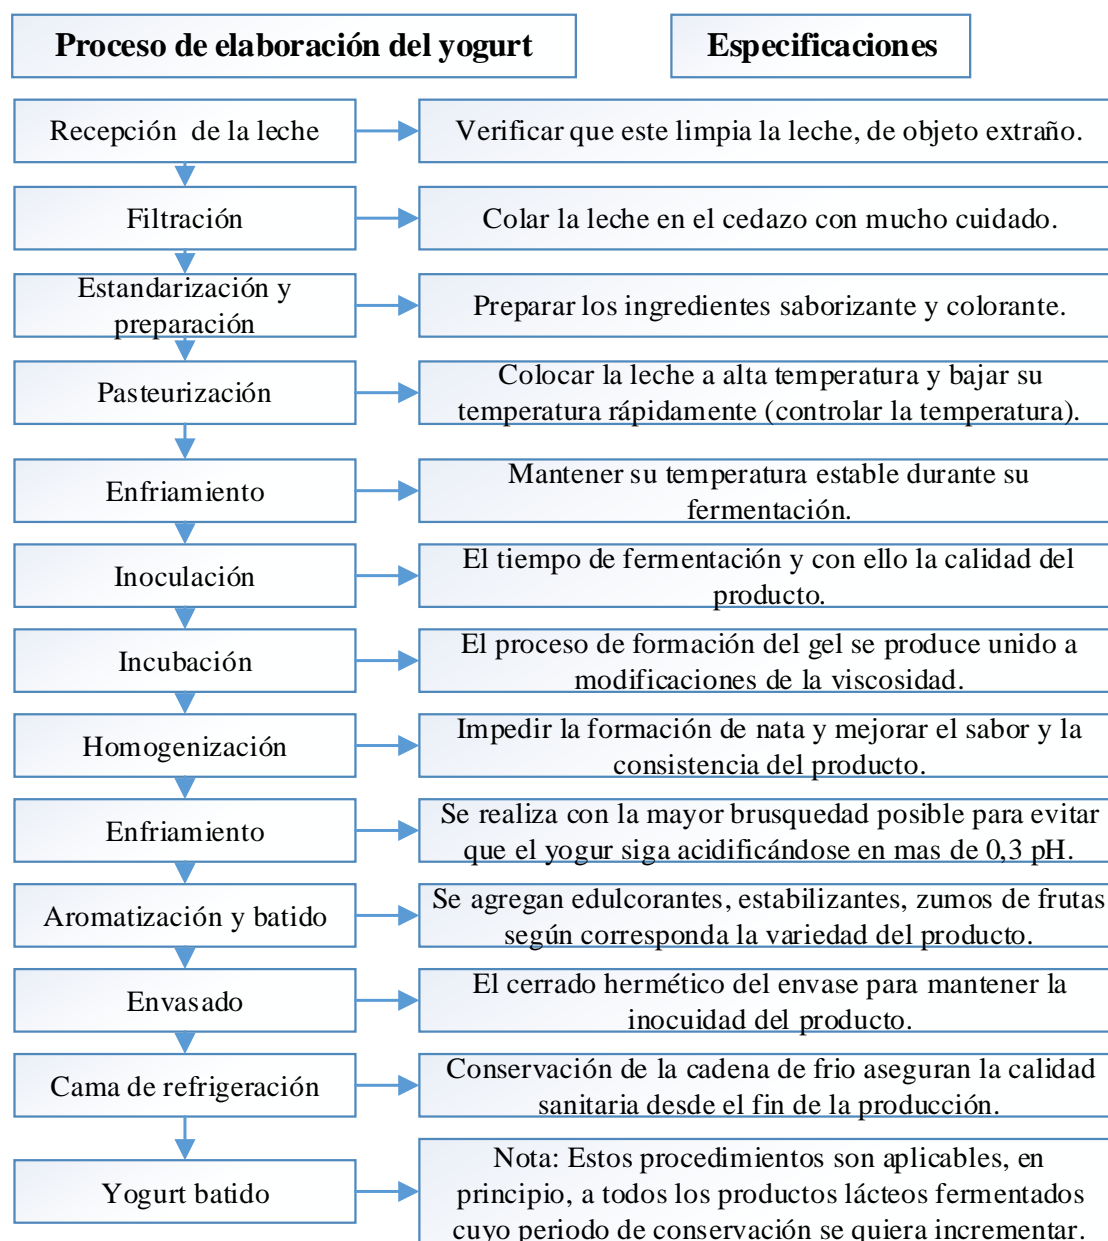 Proceso de elaboración del yogurt
Especificaciones
Recepción de la leche
Verificar que este limpia la leche, de objeto extraño.
Filtración
Colar la leche en el cedazo con mucho cuidado.
Estandarización y
preparación
Preparar los ingredientes saborizante y colorante.
Pasteurización
Colocar la leche a alta temperatura y bajar su
temperatura rápidamente (controlar la temperatura).
Enfriamiento
Mantener su temperatura estable durante su
fermentación.
Inoculación
El tiempo de fermentación y con ello la calidad del
producto.
Incubación
El proceso de formación del gel se produce unido a
modificaciones de la viscosidad.
Homogenización
Impedir la formación de nata y mejorar el sabor y la
consistencia del producto.
Enfriamiento
Se realiza con la mayor brusquedad posible para evitar
que el yogur siga acidificándose en mas de 0,3 pH.
Aromatización y batido
Se agregan edulcorantes, estabilizantes, zumos de frutas
según corresponda la variedad del producto.
Envasado
El cerrado hermético del envase para mantener la
inocuidad del producto.
Cama de refrigeración
Conservación de la cadena de frio aseguran la calidad
sanitaria desde el fin de la producción.
Yogurt batido
Nota: Estos procedimientos son aplicables, en
principio, a todos los productos lácteos fermentados
cuyo periodo de conservación se quiera incrementar.